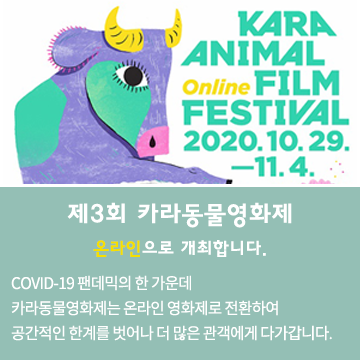 KARA
ANIMAL
Online FILM
FESTIVAL
2020.10.29.
—11.4.
제3회 카라동물영화제
온라인으로 개최합니다.
COVID-19 팬데믹의 한 가운데
카라동물영화제는 온라인 영화제로 전환하여
공간적인 한계를 벗어나 더 많은 관객에게 다가갑니다.